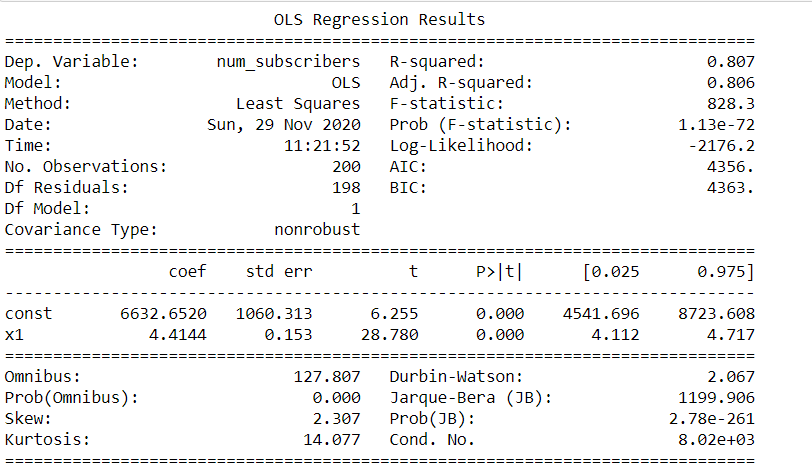 OLS Regression Results
==============================================================================
Dep. Variable:        num_subscribers   R-squared:                       0.807
Model:                            OLS   Adj. R-squared:                  0.806
Method:                 Least Squares   F-statistic:                     828.3
Date:                Sun, 29 Nov 2020   Prob (F-statistic):           1.13e-72
Time:                        11:21:52   Log-Likelihood:                -2176.2
No. Observations:                 200   AIC:                             4356.
Df Residuals:                     198   BIC:                             4363.
Df Model:                           1
Covariance Type:            nonrobust
==============================================================================
                 coef    std err          t      P>|t|      [0.025      0.975]
------------------------------------------------------------------------------
const       6632.6520   1060.313      6.255      0.000    4541.696    8723.608
x1             4.4144      0.153     28.780      0.000       4.112       4.717
==============================================================================
Omnibus:                      127.807   Durbin-Watson:                   2.067
Prob(Omnibus):                  0.000   Jarque-Bera (JB):             1199.906
Skew:                           2.307   Prob(JB):                    2.78e-261
Kurtosis:                      14.077   Cond. No.                     8.02e+03
==============================================================================